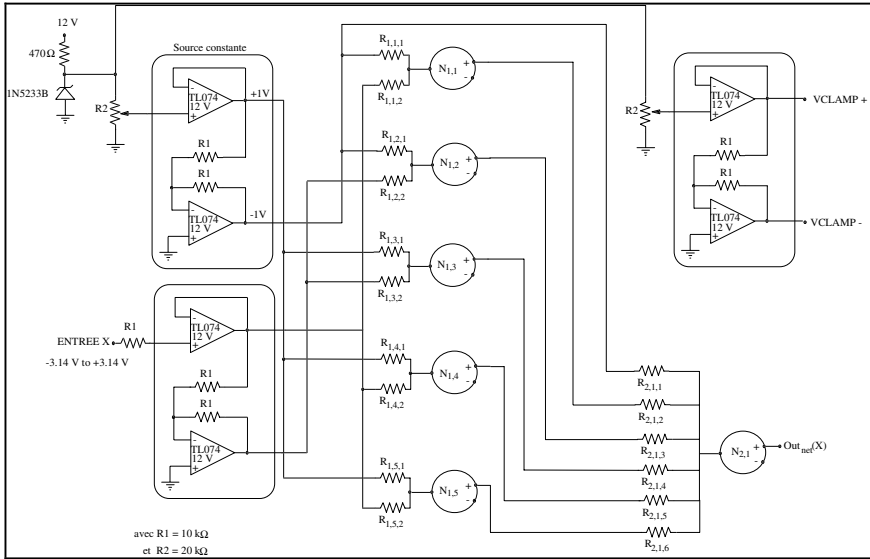 12 V
470Ω
1N5233B
R2
Source constante
-
TL074
12 V
+
+1V
R1
R1
-
TL074
12 V
+
-1V
ENTREE X
R1
-3.14 V to +3.14 V
-
TL074
12 V
+
R1
R1
-
TL074
12 V
+
R1,1,1
R1,1,2
N1,1
+
-
R1,2,1
R1,2,2
N1,2
+
-
R1,3,1
R1,3,2
N1,3
+
-
R1,4,1
R1,4,2
N1,4
+
-
R1,5,1
R1,5,2
N1,5
+
-
R2
-
TL074
12 V
+
VCLAMP +
R1
R1
-
TL074
12 V
+
VCLAMP -
R2,1,1
R2,1,2
R2,1,3
R2,1,4
R2,1,5
R2,1,6
N2,1
+
-
Outnet(X)
avec R1 = 10 kΩ
et R2 = 20 kΩ